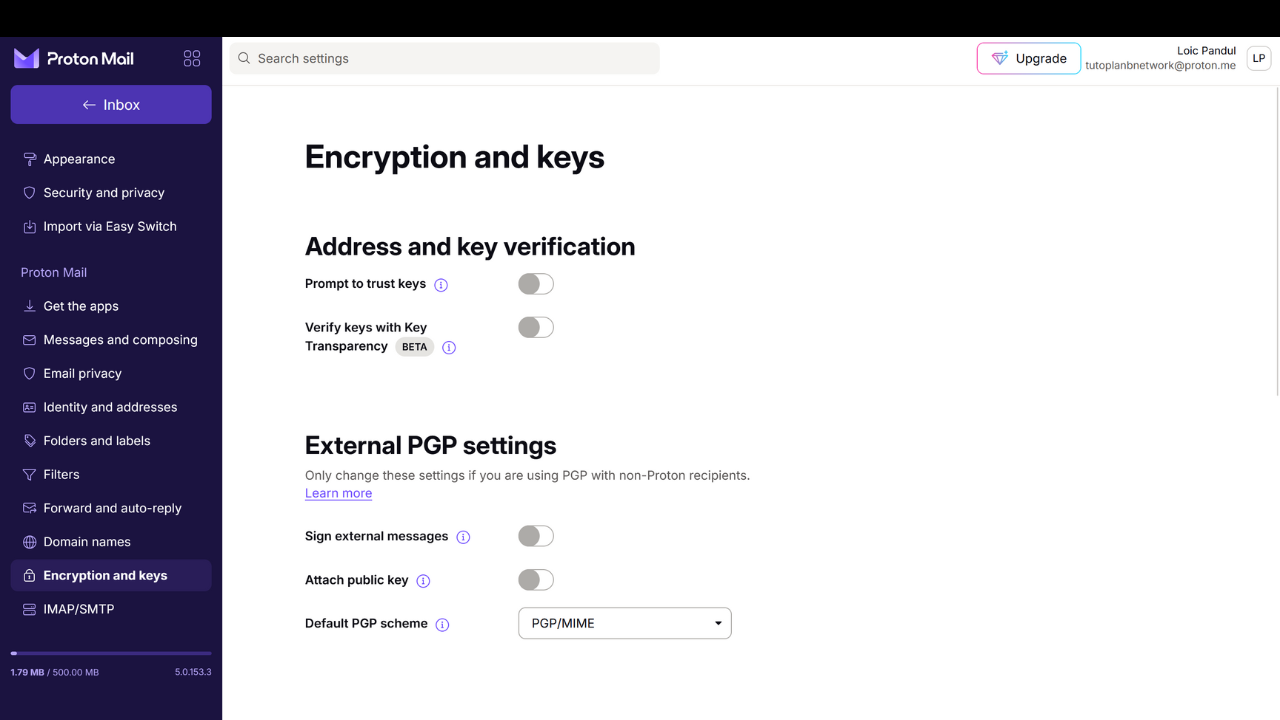 Proton Mail
Search settings
Upgrade
Loic Pandul
tutoplanbnetwork@proton.me
LP
← Inbox
Appearance
Security and privacy
Import via Easy Switch
Proton Mail
Get the apps
Messages and composing
Email privacy
Identity and addresses
Folders and labels
Filters
Forward and auto-reply
Domain names
Encryption and keys
IMAP/SMTP
1.79 MB / 500.00 MB
5.0.153.3
Encryption and keys
Address and key verification
Prompt to trust keys
Verify keys with Key
Transparency BETA
External PGP settings
Only change these settings if you are using PGP with non-Proton recipients.
Learn more
Sign external messages
Attach public key
Default PGP scheme
PGP/MIME